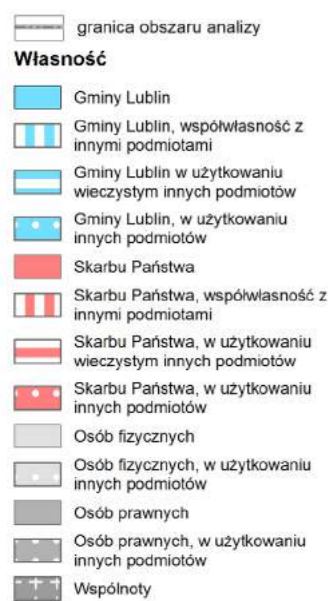 granica obszaru analizy
Własność
Gminy Lublin
Gminy Lublin, współwłasność z
innymi podmiotami
Gminy Lublin w użytkowaniu
wieczystym innych podmiotów
Gminy Lublin, w użytkowaniu
innych podmiotów
Skarbu Państwa
Skarbu Państwa, współwłasność z
innymi podmiotami
Skarbu Państwa, w użytkowaniu
wieczystym innych podmiotów
Skarbu Państwa, w użytkowaniu
innych podmiotów
Osób fizycznych
Osób fizycznych, w użytkowaniu
innych podmiotów
Osób prawnych
Osób prawnych, w użytkowaniu
innych podmiotów
Wspólnoty